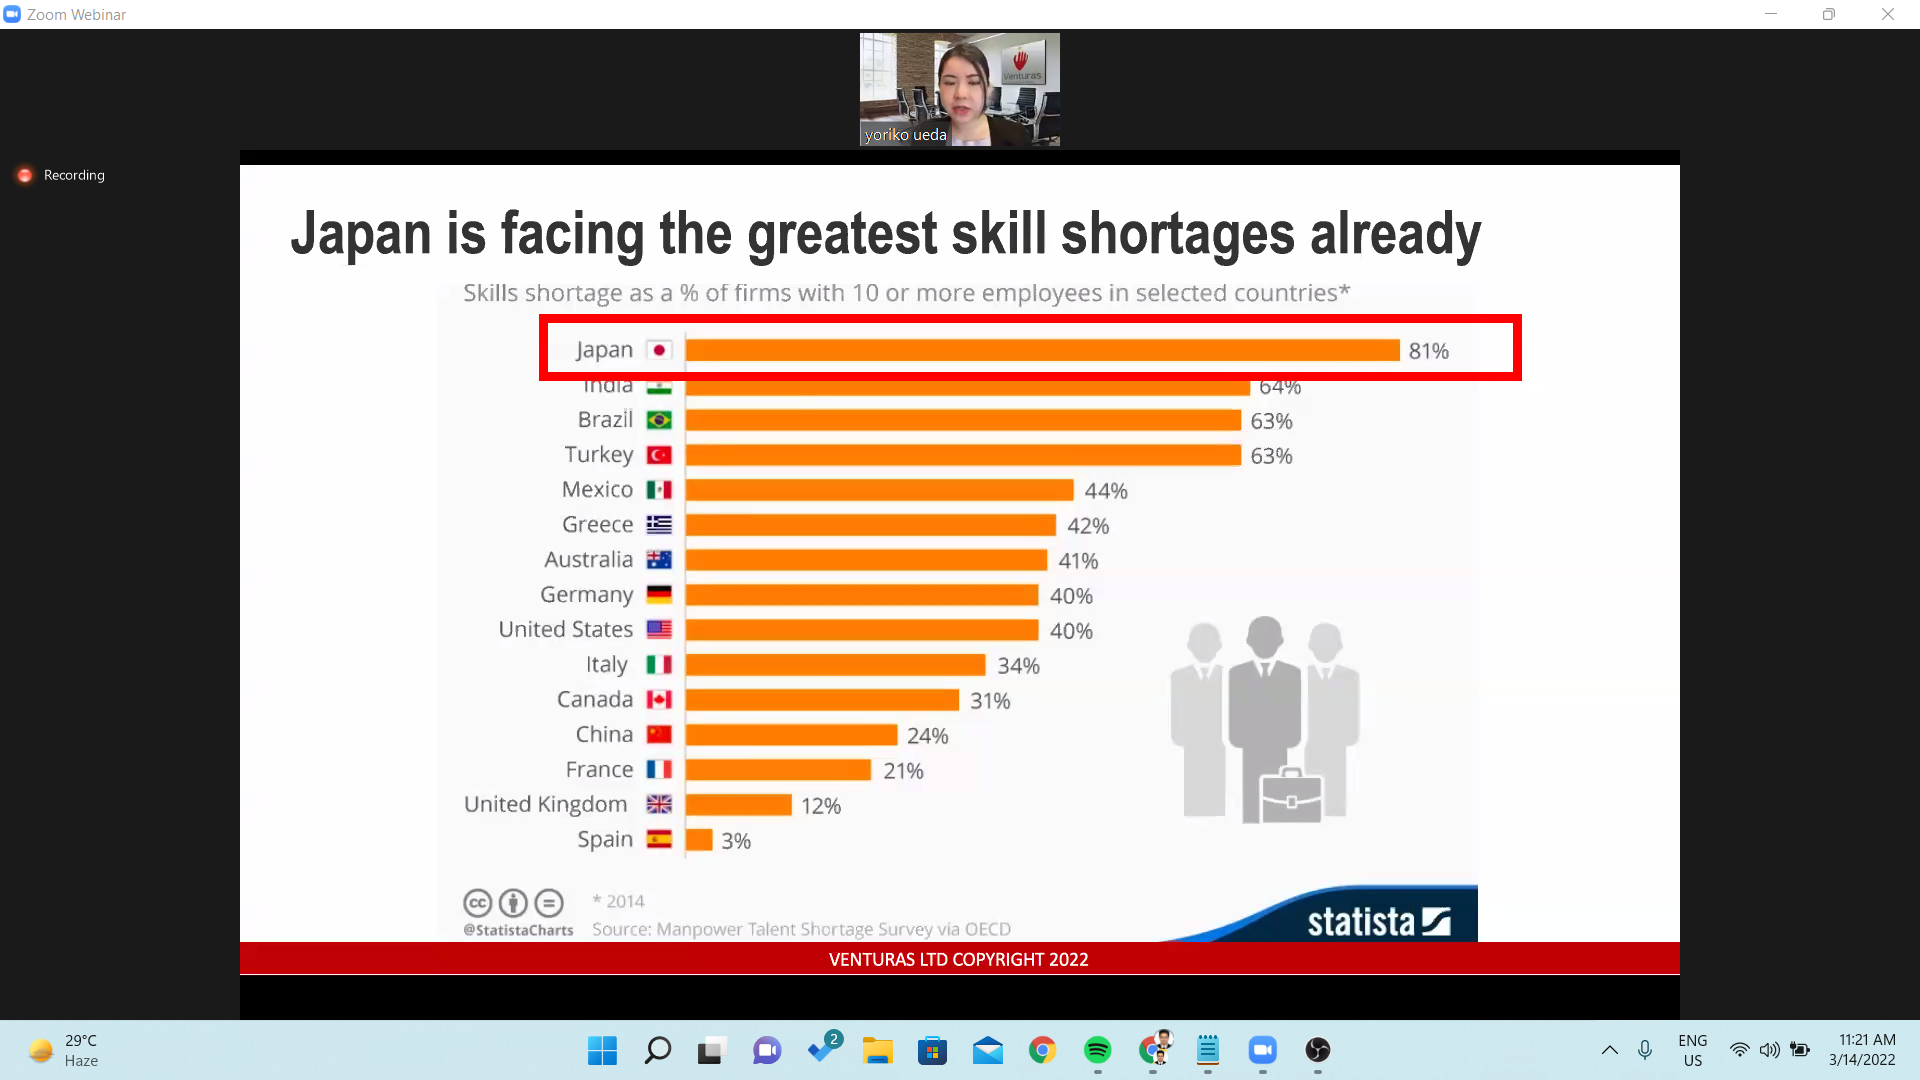 Zoom Webinar
Venturas
yoriko ueda
Recording
Japan is facing the greatest skill shortages already
Skills shortage as a % of firms with 10 or more employees in selected countries*
Japan 81%
India 64%
Brazil 63%
Turkey 63%
Mexico 44%
Greece 42%
Australia 41%
Germany 40%
United States 40%
Italy 34%
Canada 31%
China 24%
France 21%
United Kingdom 12%
Spain 3%
cc
@StatistaCharts
* 2014
Source: Manpower Talent Shortage Survey via OECD
statista
VENTURAS LTD COPYRIGHT 2022
29°C
Haze
2
ENG
US
11:21 AM
3/14/2022